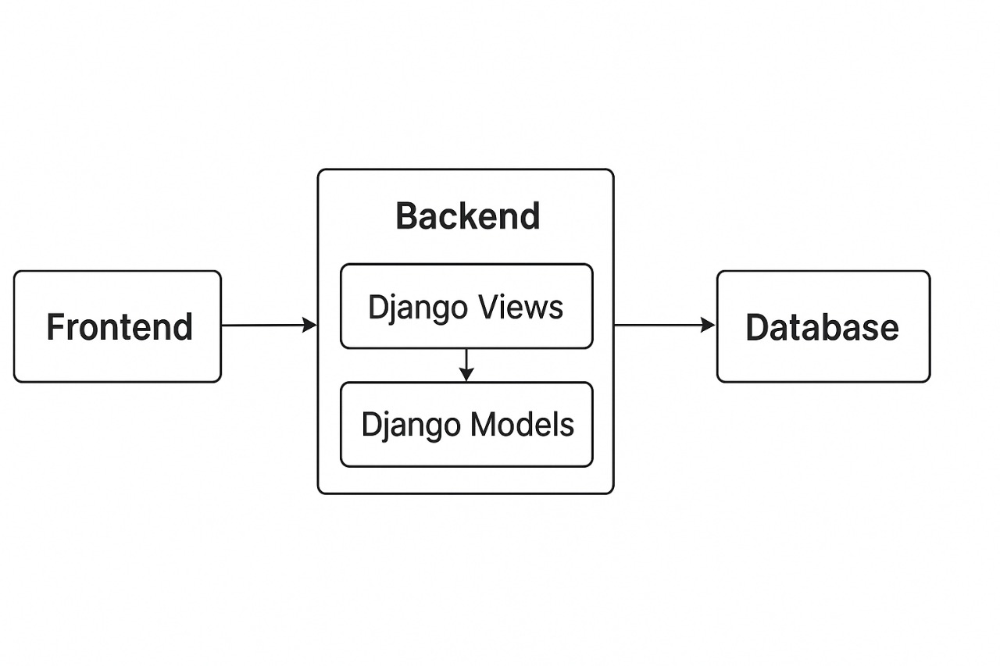 Frontend
Backend
Django Views
Django Models
Database